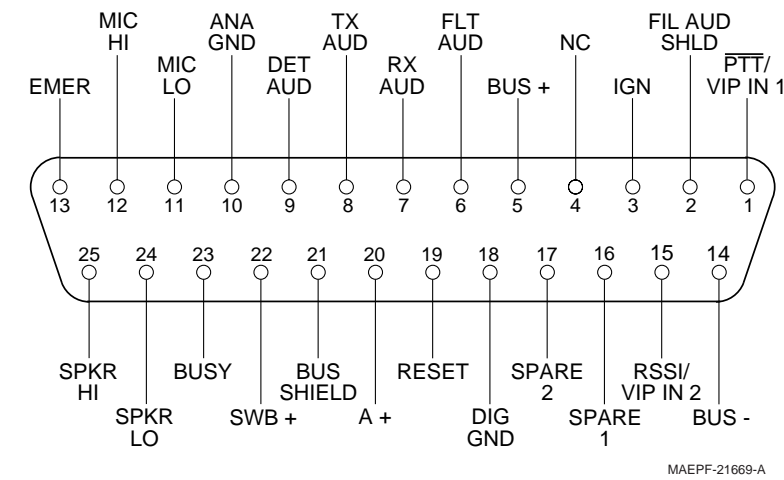 MIC
HI
ANA
GND
TX
AUD
FLT
AUD
NC
FIL AUD
SHLD
EMER
MIC
LO
DET
AUD
RX
AUD
BUS +
IGN
PTT/
VIP IN 1
13 12 11 10 9 8 7 6 5 4 3 2 1
25 24 23 22 21 20 19 18 17 16 15 14
SPKR
HI
BUSY
BUS
SHIELD
RESET
SPARE
2
RSSI/
VIP IN 2
SPKR
LO
SWB +
A +
DIG
GND
SPARE
1
BUS -
MAEPF-21669-A